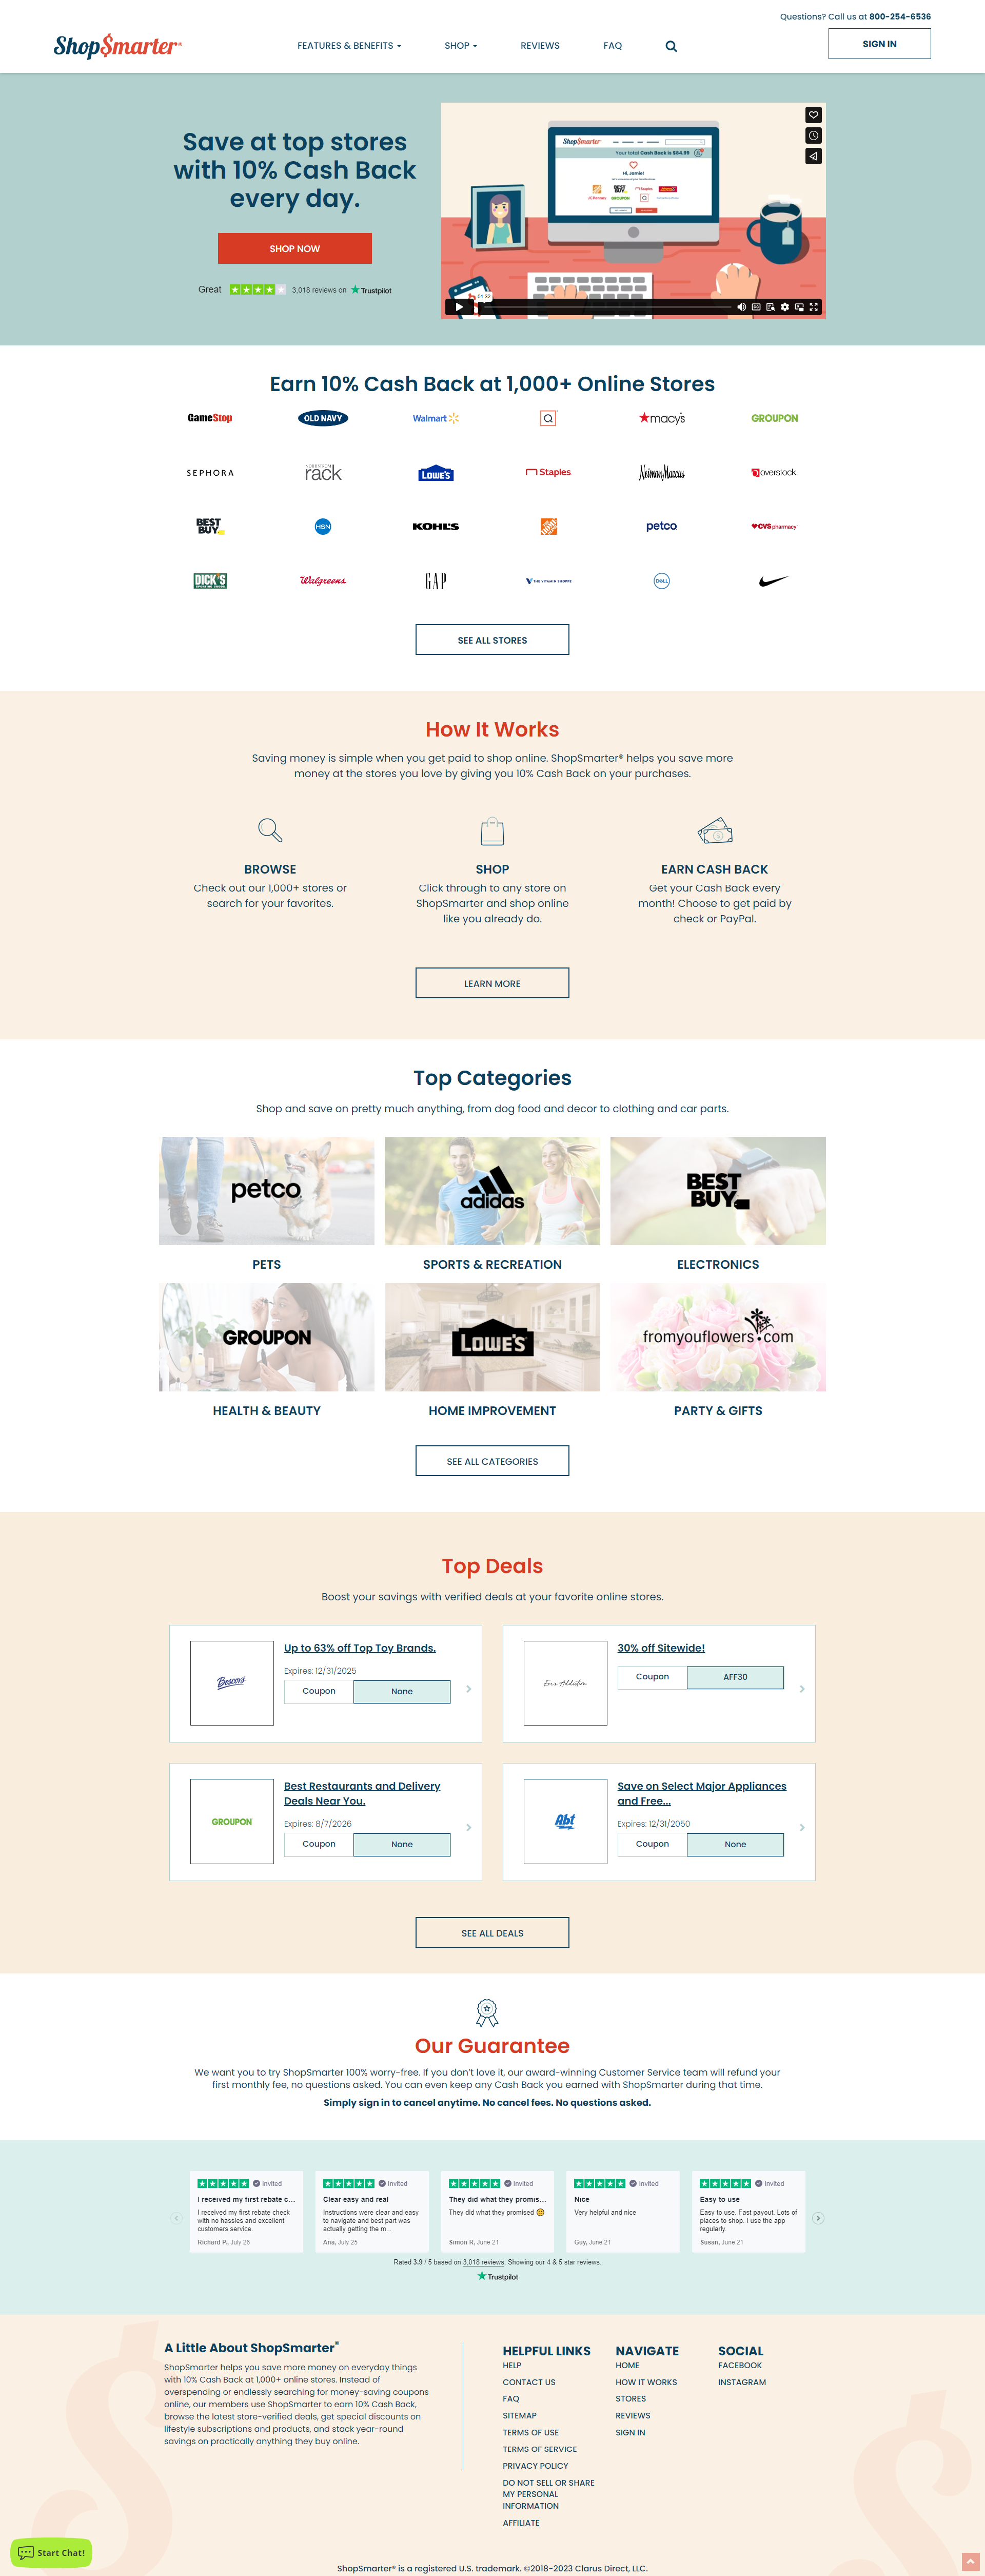 Questions? Call us at 800-254-6536
Shop$marter®
FEATURES & BENEFITS
SHOP
REVIEWS
FAQ
SIGN IN
Save at top stores
with 10% Cash Back
every day.
SHOP NOW
Great
3,018 reviews on
Trustpilot
Shop$marter
Your total Cash Back is $84.99
Hi, Jamie!
01:32
Earn 10% Cash Back at 1,000+ Online Stores
GameStop
OLD NAVY
Walmart
Q
macy's
GROUPON
SEPHORA
NORDSTROM
rack
LOWE'S
Staples
Neiman Marcus
overstock
BEST
BUY
HSN
KOHL'S
petco
CVS pharmacy
DICK'S
Walgreens
GAP
THE VITAMIN SHOPPE
DELL
SEE ALL STORES
How It Works
Saving money is simple when you get paid to shop online. ShopSmarter® helps you save more
money at the stores you love by giving you 10% Cash Back on your purchases.
BROWSE
Check out our 1,000+ stores or
search for your favorites.
SHOP
Click through to any store on
ShopSmarter and shop online
like you already do.
EARN CASH BACK
Get your Cash Back every
month! Choose to get paid by
check or PayPal.
LEARN MORE
Top Categories
Shop and save on pretty much anything, from dog food and decor to clothing and car parts.
petco
adidas
BEST
BUY
PETS
SPORTS & RECREATION
ELECTRONICS
GROUPON
LOWE'S
fromyouflowers.com
HEALTH & BEAUTY
HOME IMPROVEMENT
PARTY & GIFTS
SEE ALL CATEGORIES
Top Deals
Boost your savings with verified deals at your favorite online stores.
Boscov's
Up to 63% off Top Toy Brands.
Expires: 12/31/2025
Coupon
None
Eve's Addiction
30% off Sitewide!
Coupon
AFF30
GROUPON
Best Restaurants and Delivery
Deals Near You.
Expires: 8/7/2026
Coupon
None
Abt
Save on Select Major Appliances
and Free...
Expires: 12/31/2050
Coupon
None
SEE ALL DEALS
Our Guarantee
We want you to try ShopSmarter 100% worry-free. If you don't love it, our award-winning Customer Service team will refund your
first monthly fee, no questions asked. You can even keep any Cash Back you earned with ShopSmarter during that time.
Simply sign in to cancel anytime. No cancel fees. No questions asked.
Invited
I received my first rebate c...
I received my first rebate check
with no hassles and excellent
customers service.
Richard P., July 26
Invited
Clear easy and real
Instructions were clear and easy
to navigate and best part was
actually getting the m...
Ana, July 25
Invited
They did what they promis...
They did what they promised 🙂
Simon R, June 21
Invited
Nice
Very helpful and nice
Guy, June 21
Invited
Easy to use
Easy to use. Fast payout. Lots of
places to shop. I use the app
regularly.
Susan, June 21
Rated 3.9 / 5 based on 3,018 reviews. Showing our 4 & 5 star reviews.
Trustpilot
A Little About ShopSmarter®
ShopSmarter helps you save more money on everyday things
with 10% Cash Back at 1,000+ online stores. Instead of
overspending or endlessly searching for money-saving coupons
online, our members use ShopSmarter to earn 10% Cash Back,
browse the latest store-verified deals, get special discounts on
lifestyle subscriptions and products, and stack year-round
savings on practically anything they buy online.
HELPFUL LINKS
HELP
CONTACT US
FAQ
SITEMAP
TERMS OF USE
TERMS OF SERVICE
PRIVACY POLICY
DO NOT SELL OR SHARE
MY PERSONAL
INFORMATION
AFFILIATE
NAVIGATE
HOME
HOW IT WORKS
STORES
REVIEWS
SIGN IN
SOCIAL
FACEBOOK
INSTAGRAM
Start Chat!
ShopSmarter® is a registered U.S. trademark. ©2018-2023 Clarus Direct, LLC.